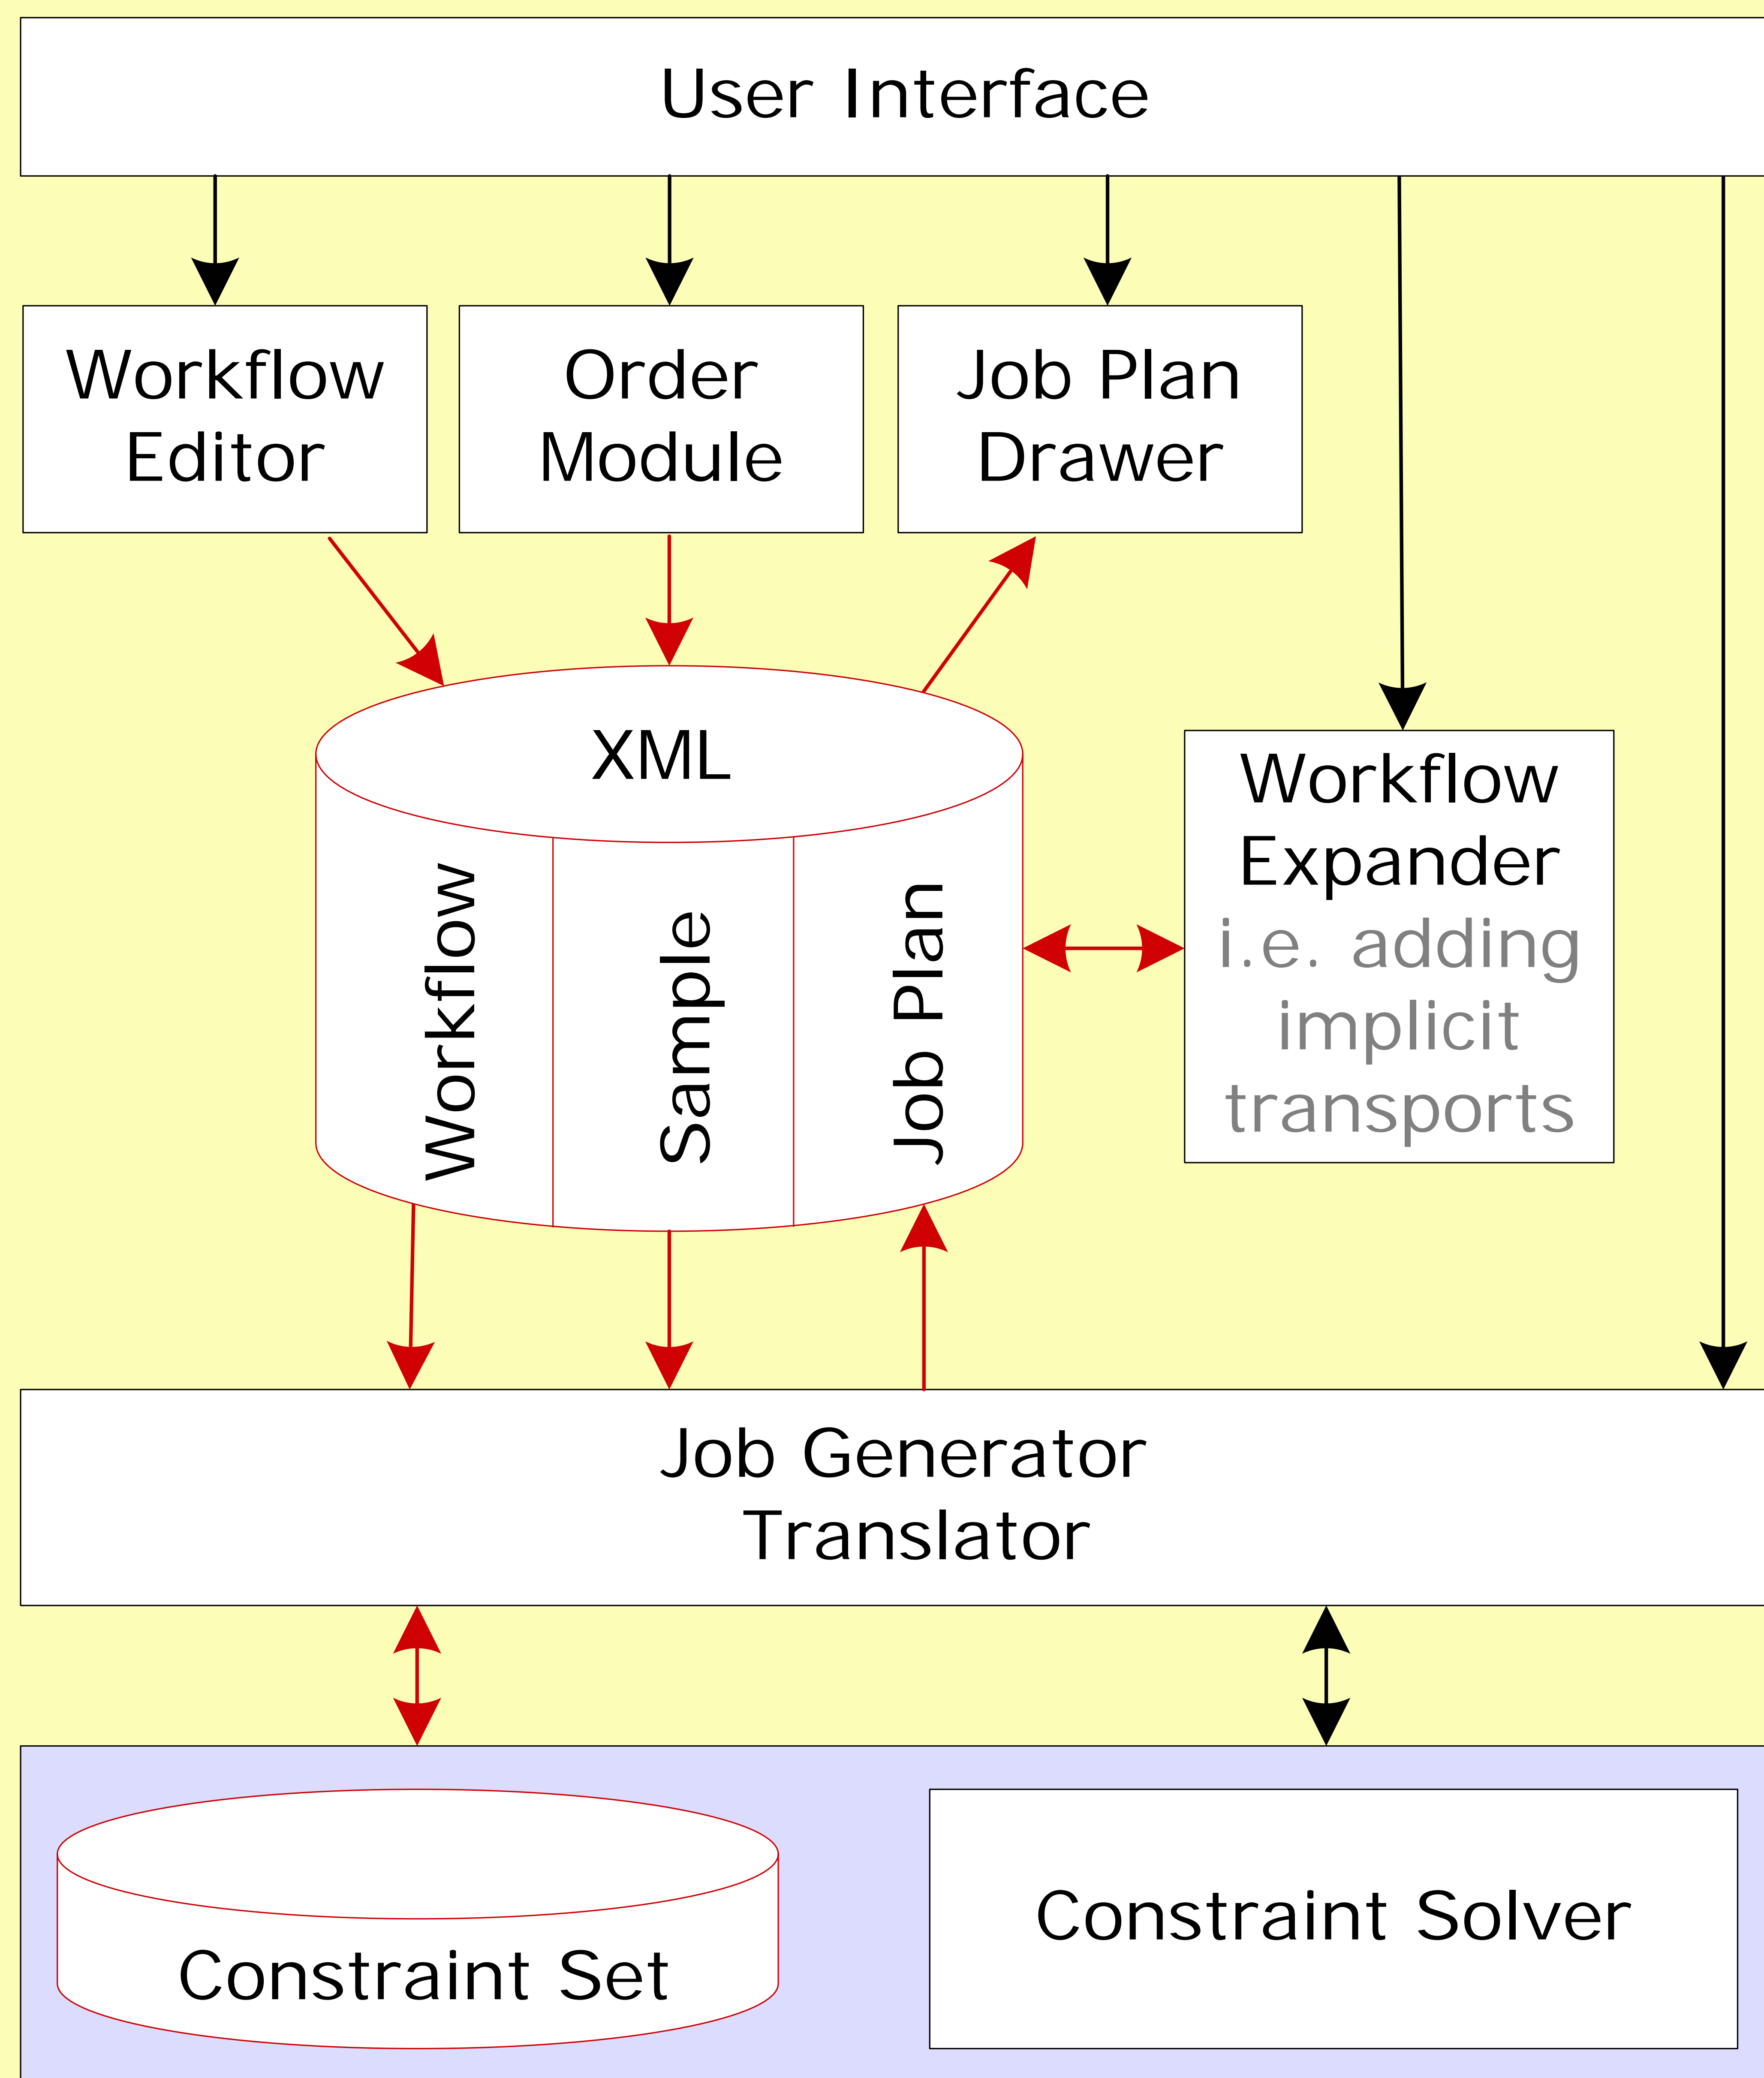 User Interface
Workflow
Editor
Order
Module
Job Plan
Drawer
XML
Workflow
Sample
Job Plan
Workflow
Expander
i.e. adding
implicit
transports
Job Generator
Translator
Constraint Set
Constraint Solver